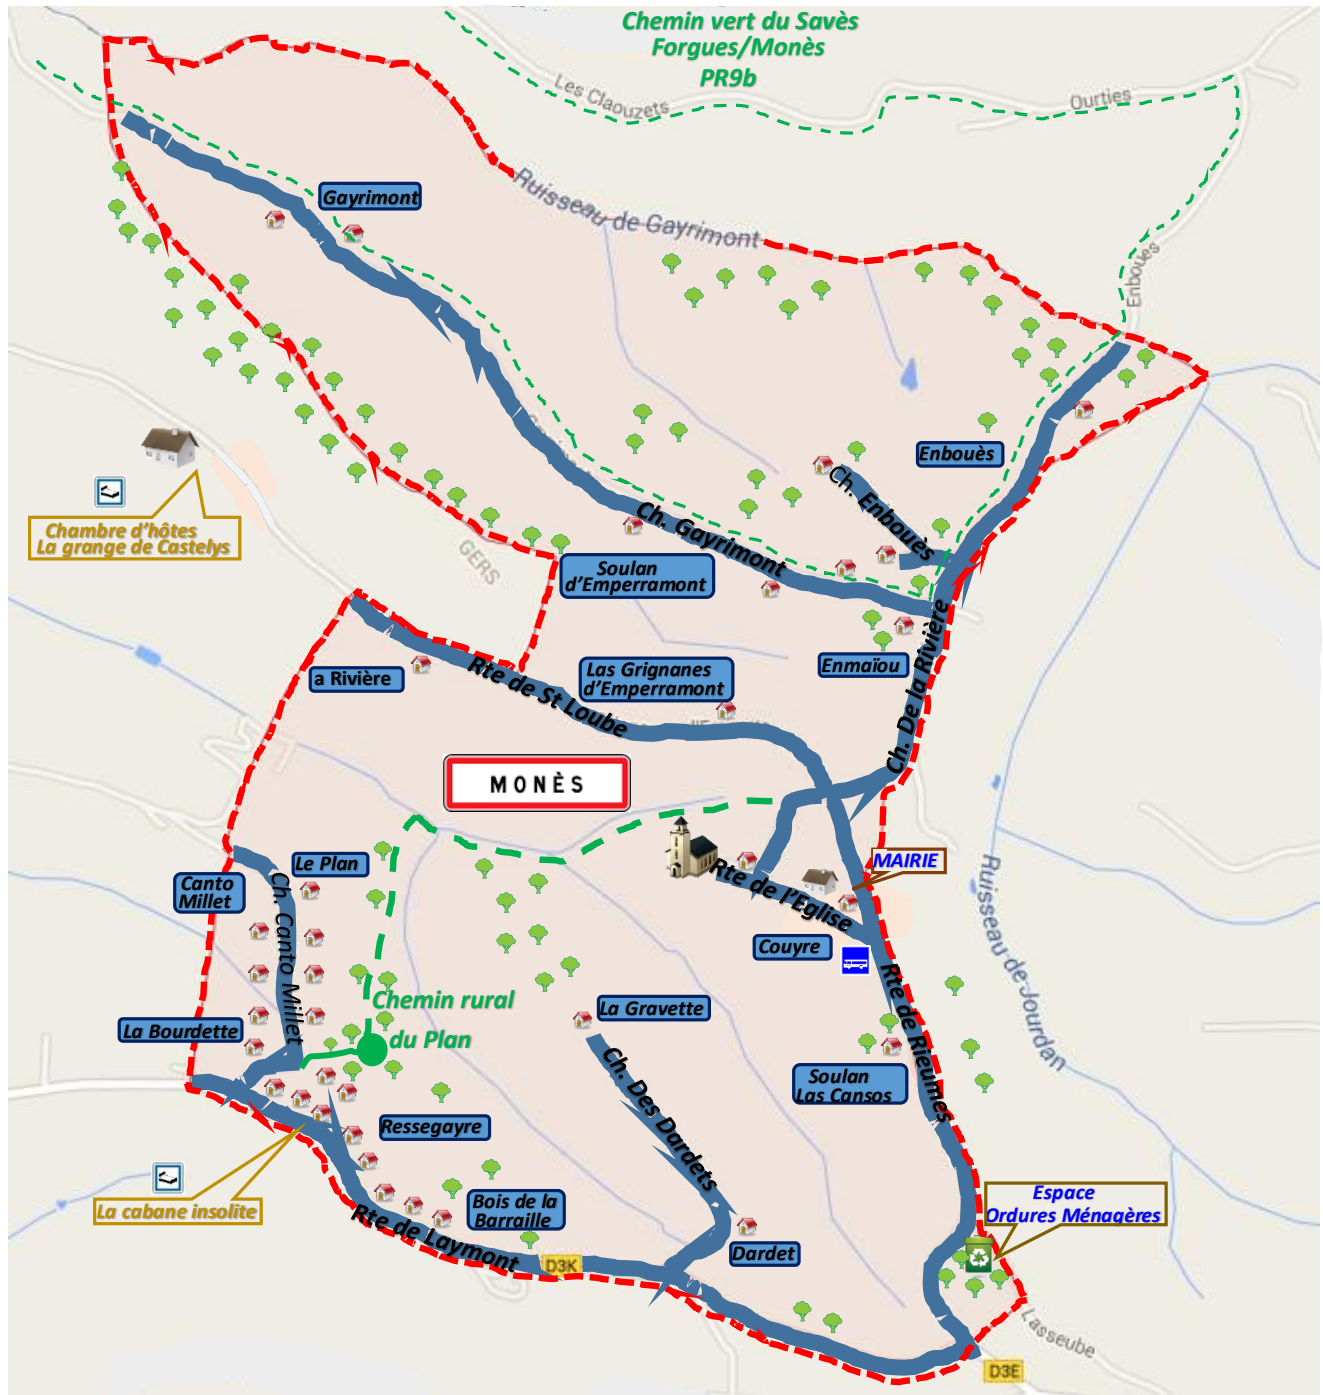 Chemin vert du Savès
Forgues/Monès
PR9b
Les Claouzets
Ourties
Gayrimont
Ruisseau de Gayrimont
Enboues
Enbouès
Ch. Enbouès
Chambre d'hôtes
La grange de Castelys
GERS
Ch. Gayrimont
Soulan
d'Emperramont
Enmaïou
Ch. De la Rivière
a Rivière
Rte de St Loube
Las Grignanes
d'Emperramont
MONÈS
MAIRIE
Rte de l'Eglise
Couyre
Le Plan
Canto
Millet
Ch. Canto Millet
La Bourdette
Chemin rural
du Plan
La Gravette
Ch. Des Dardets
Rte de Rieumes
Ruisseau de Jourdan
Soulan
Las Cansos
Ressegayre
La cabane insolite
Bois de la
Barraille
Rte de Laymont
D3K
Dardet
Espace
Ordures Ménagères
Lasseube
D3E